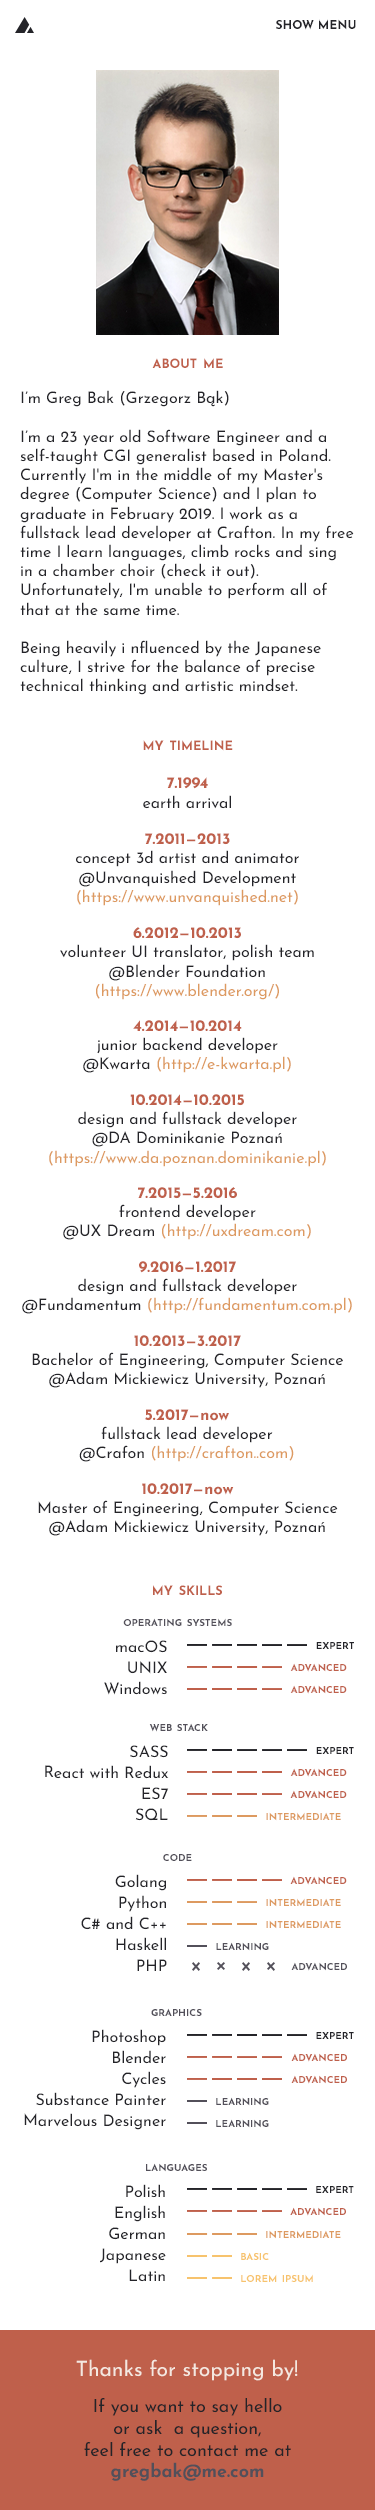 SHOW MENU
ABOUT ME
I'm Greg Bak (Grzegorz Bąk)
I'm a 23 year old Software Engineer and a
self-taught CGI generalist based in Poland.
Currently I'm in the middle of my Master's
degree (Computer Science) and I plan to
graduate in February 2019. I work as a
fullstack lead developer at Crafton. In my free
time I learn languages, climb rocks and sing
in a chamber choir (check it out).
Unfortunately, I'm unable to perform all of
that at the same time.
Being heavily i nfluenced by the Japanese
culture, I strive for the balance of precise
technical thinking and artistic mindset.
MY TIMELINE
7.1994
earth arrival
7.2011–2013
concept 3d artist and animator
@Unvanquished Development
(https://www.unvanquished.net)
6.2012–10.2013
volunteer UI translator, polish team
@Blender Foundation
(https://www.blender.org/)
4.2014–10.2014
junior backend developer
@Kwarta (http://e-kwarta.pl)
10.2014–10.2015
design and fullstack developer
@DA Dominikanie Poznań
(https://www.da.poznan.dominikanie.pl)
7.2015–5.2016
frontend developer
@UX Dream (http://uxdream.com)
9.2016–1.2017
design and fullstack developer
@Fundamentum (http://fundamentum.com.pl)
10.2013–3.2017
Bachelor of Engineering, Computer Science
@Adam Mickiewicz University, Poznań
5.2017–now
fullstack lead developer
@Crafon (http://crafton..com)
10.2017–now
Master of Engineering, Computer Science
@Adam Mickiewicz University, Poznań
MY SKILLS
OPERATING SYSTEMS
macOS EXPERT
UNIX ADVANCED
Windows ADVANCED
WEB STACK
SASS EXPERT
React with Redux ADVANCED
ES7 ADVANCED
SQL INTERMEDIATE
CODE
Golang ADVANCED
Python INTERMEDIATE
C# and C++ INTERMEDIATE
Haskell LEARNING
PHP x x x x ADVANCED
GRAPHICS
Photoshop EXPERT
Blender ADVANCED
Cycles ADVANCED
Substance Painter LEARNING
Marvelous Designer LEARNING
LANGUAGES
Polish EXPERT
English ADVANCED
German INTERMEDIATE
Japanese BASIC
Latin LOREM IPSUM
Thanks for stopping by!
If you want to say hello
or ask a question,
feel free to contact me at
gregbak@me.com